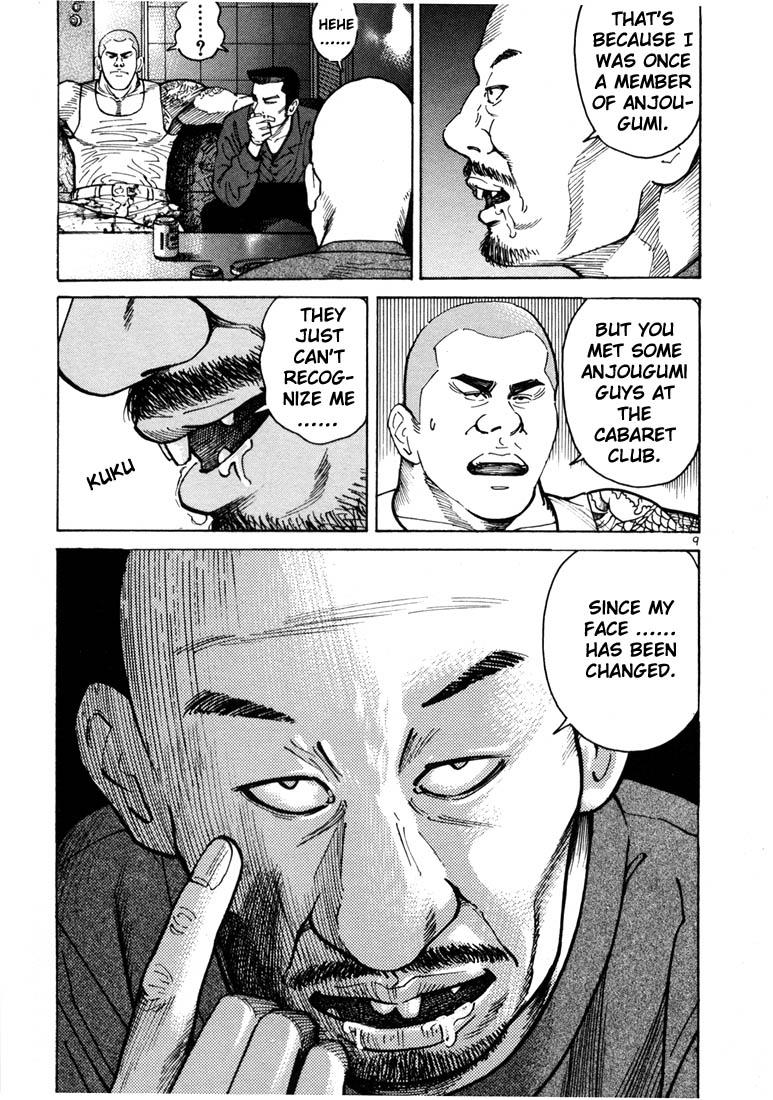 THAT'S
BECAUSE I
WAS ONCE
A MEMBER
OF ANJOU-
GUMI.
HEHE
......
...
?
BUT YOU
MET SOME
ANJOUGUMI
GUYS AT
THE
CABARET
CLUB.
THEY
JUST
CAN'T
RECOG-
NIZE ME
......
KUKU
9
SINCE MY
FACE ......
HAS BEEN
CHANGED.